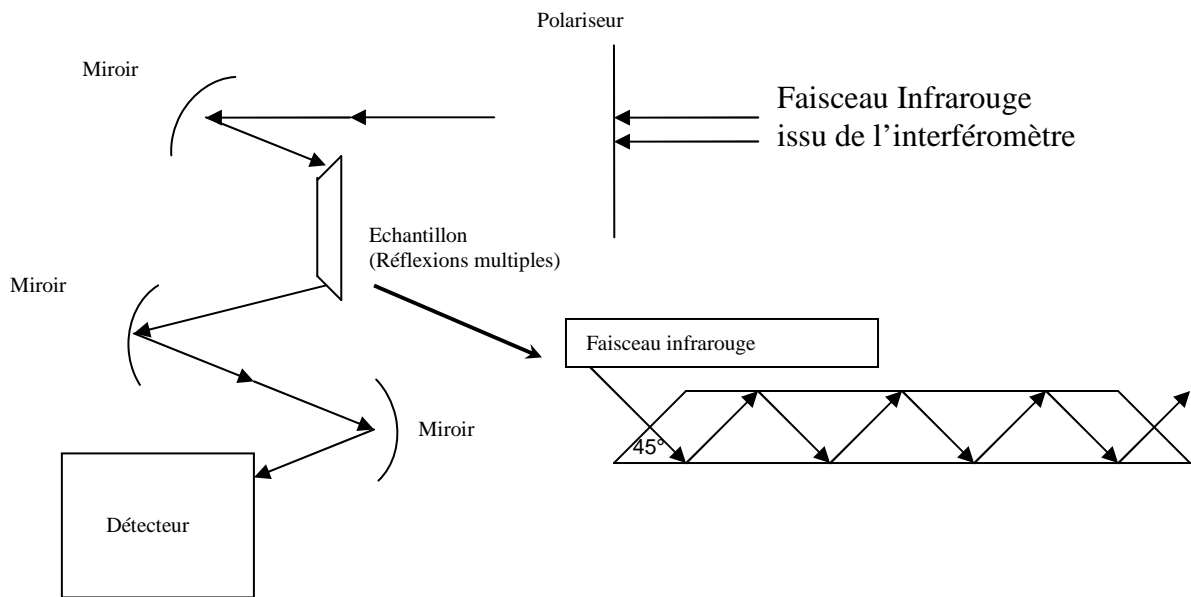 Polariseur
Miroir
Faisceau Infrarouge
issu de l'interféromètre
Echantillon
(Réflexions multiples)
Miroir
Faisceau infrarouge
Miroir
45°
Détecteur